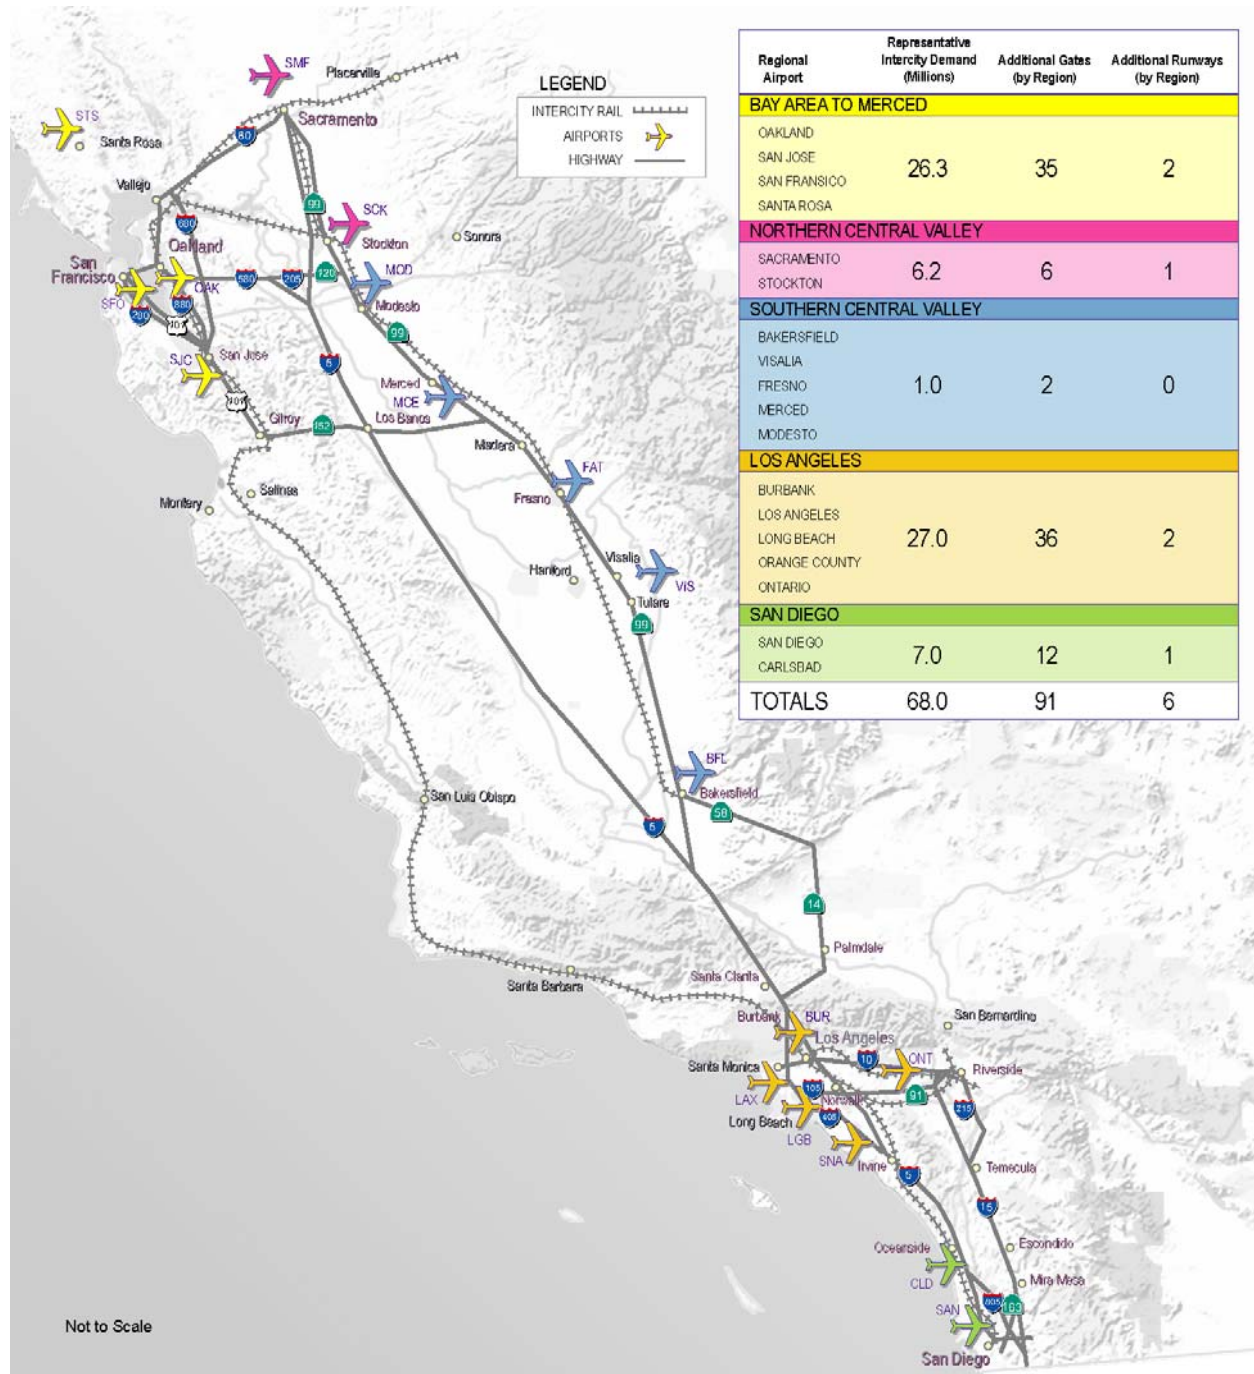 SMF
Placerville
Sacramento
STS
Santa Rosa
80
Vallejo
680
99
SCK
Stockton
Sonora
Oakland
San
Francisco
SFO
OAK
580
205
120
MOD
Modesto
280
880
101
99
SJC
San Jose
5
Merced
MCE
101
Gilroy
152
Los Banos
Madera
FAT
Fresno
Salinas
Montery
Visalia
VIS
Hanford
Tulare
99
BFL
Bakersfield
58
San Luis Obispo
5
14
Palmdale
Santa Clarita
Santa Barbara
Burbank
BUR
Los Angeles
San Bernardino
Santa Monica
10
ONT
Riverside
LAX
105
Norwalk
91
215
Long Beach
405
LGB
SNA
Irvine
5
Temecula
15
Oceanside
Escondido
CLD
Mira Mesa
SAN
805
163
San Diego
Not to Scale
LEGEND
INTERCITY RAIL
AIRPORTS
HIGHWAY
Regional Airport Representative Intercity Demand (Millions) Additional Gates (by Region) Additional Runways (by Region)
BAY AREA TO MERCED
OAKLAND
SAN JOSE
SAN FRANSICO
SANTA ROSA
26.3 35 2
NORTHERN CENTRAL VALLEY
SACRAMENTO
STOCKTON
6.2 6 1
SOUTHERN CENTRAL VALLEY
BAKERSFIELD
VISALIA
FRESNO
MERCED
MODESTO
1.0 2 0
LOS ANGELES
BURBANK
LOS ANGELES
LONG BEACH
ORANGE COUNTY
ONTARIO
27.0 36 2
SAN DIEGO
SAN DIEGO
CARLSBAD
7.0 12 1
TOTALS 68.0 91 6